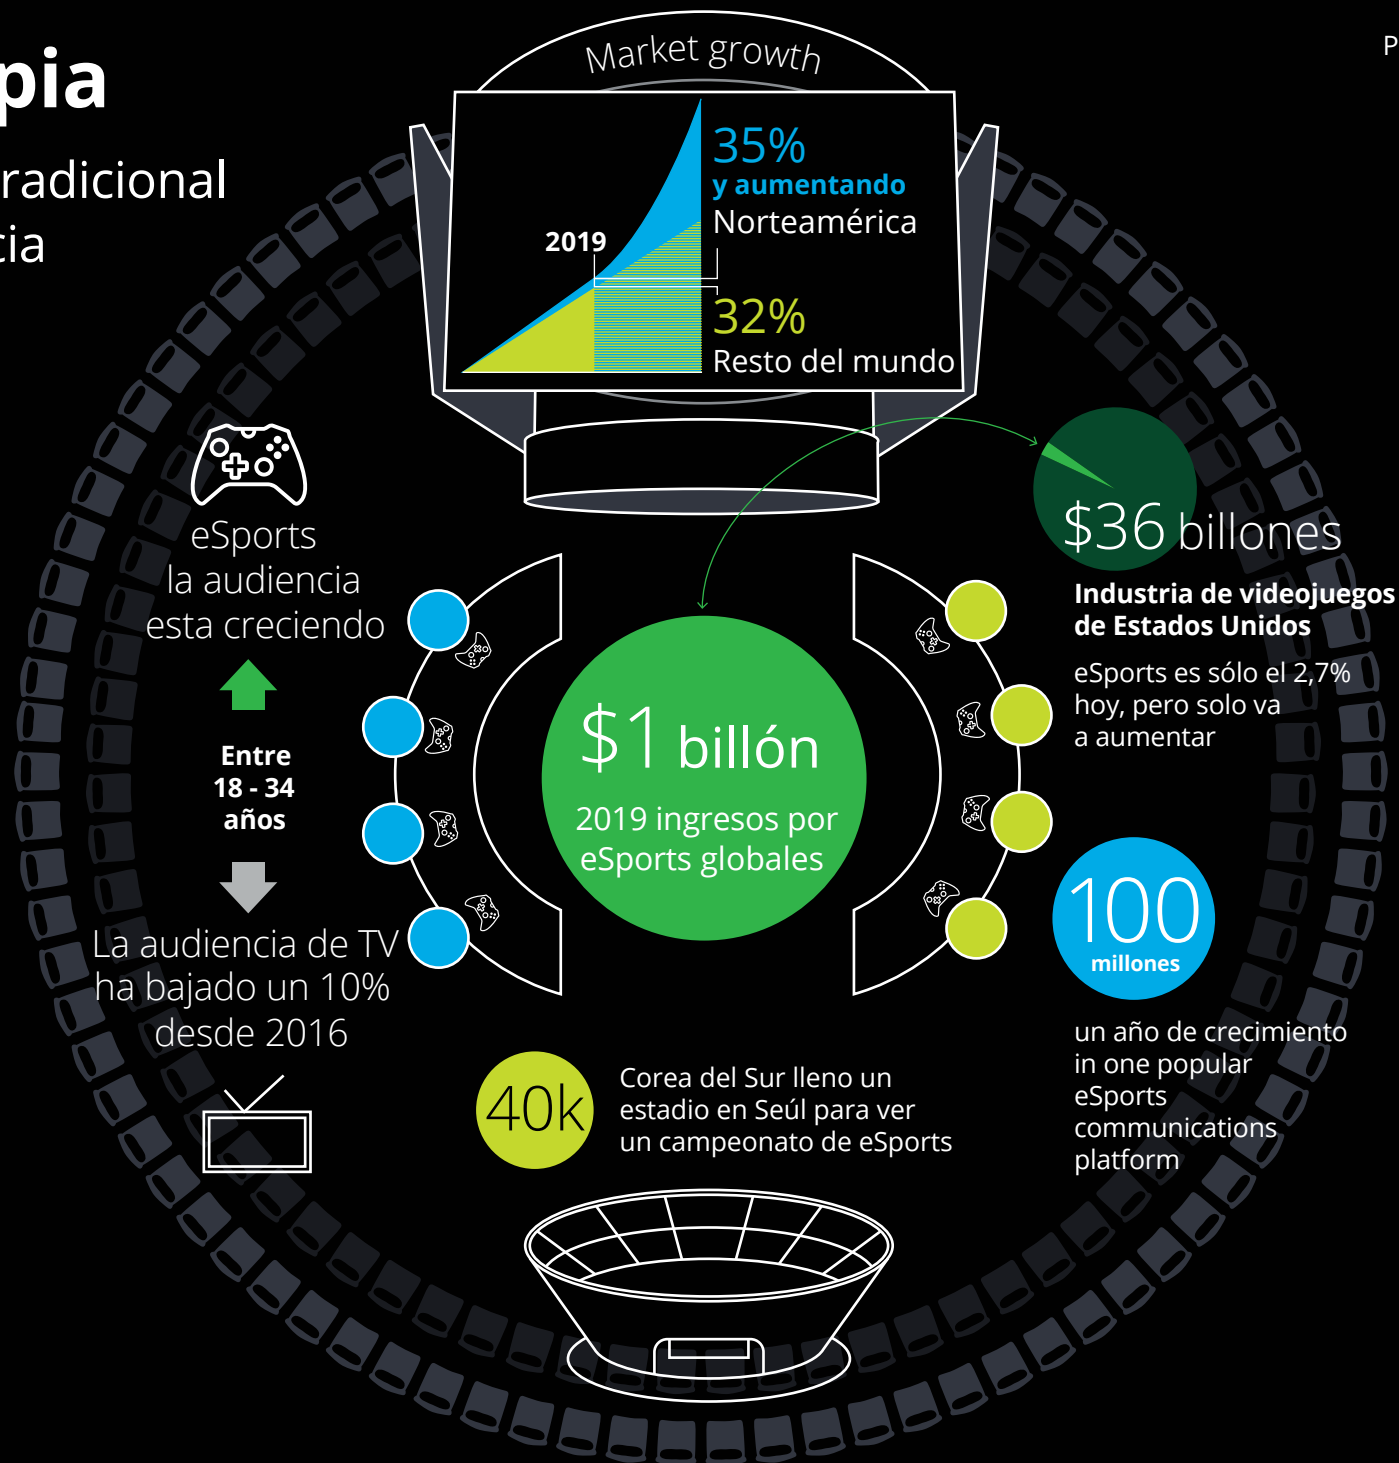 pia
radicional
cia
P
Market growth
35%
y aumentando
Norteamérica
2019
32%
Resto del mundo
eSports
la audiencia
esta creciendo
Entre
18 - 34
años
La audiencia de TV
ha bajado un 10%
desde 2016
$1 billón
2019 ingresos por
eSports globales
$36 billones
Industria de videojuegos
de Estados Unidos
eSports es sólo el 2,7%
hoy, pero solo va
a aumentar
100
millones
un año de crecimiento
in one popular
eSports
communications
platform
40k
Corea del Sur lleno un
estadio en Seúl para ver
un campeonato de eSports